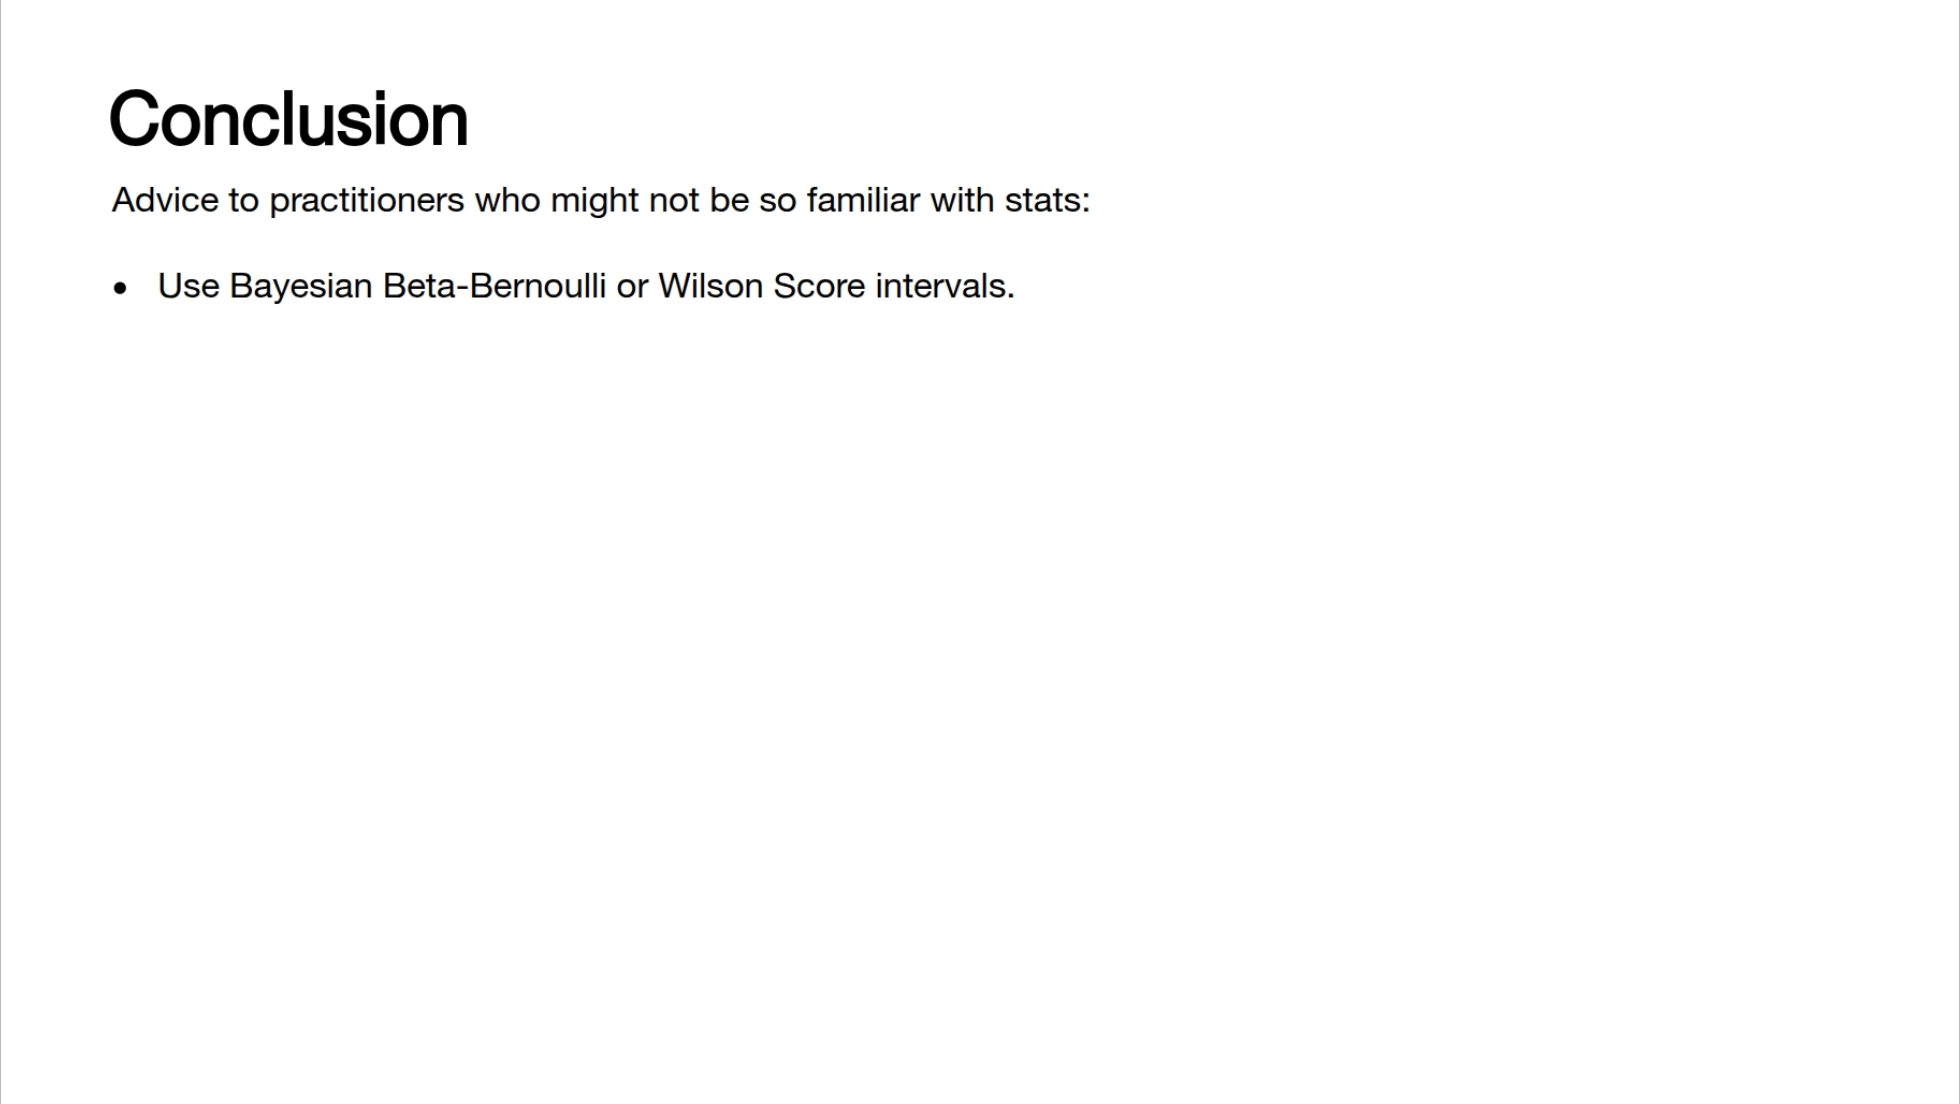 Conclusion
Advice to practitioners who might not be so familiar with stats:
• Use Bayesian Beta-Bernoulli or Wilson Score intervals.